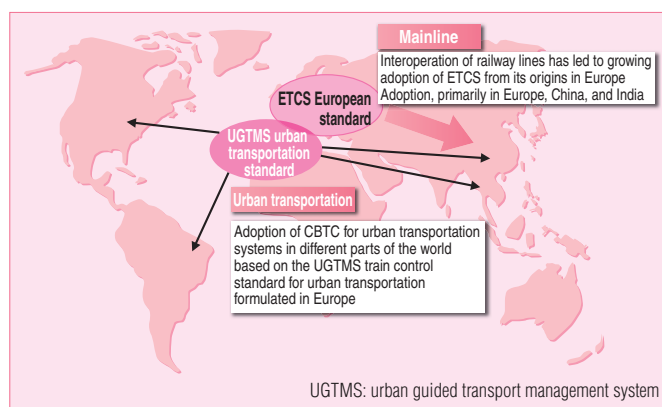 Mainline
Interoperation of railway lines has led to growing
adoption of ETCS from its origins in Europe
Adoption, primarily in Europe, China, and India
ETCS European
standard
UGTMS urban
transportation
standard
Urban transportation
Adoption of CBTC for urban transportation
systems in different parts of the world
based on the UGTMS train control
standard for urban transportation
formulated in Europe
UGTMS: urban guided transport management system